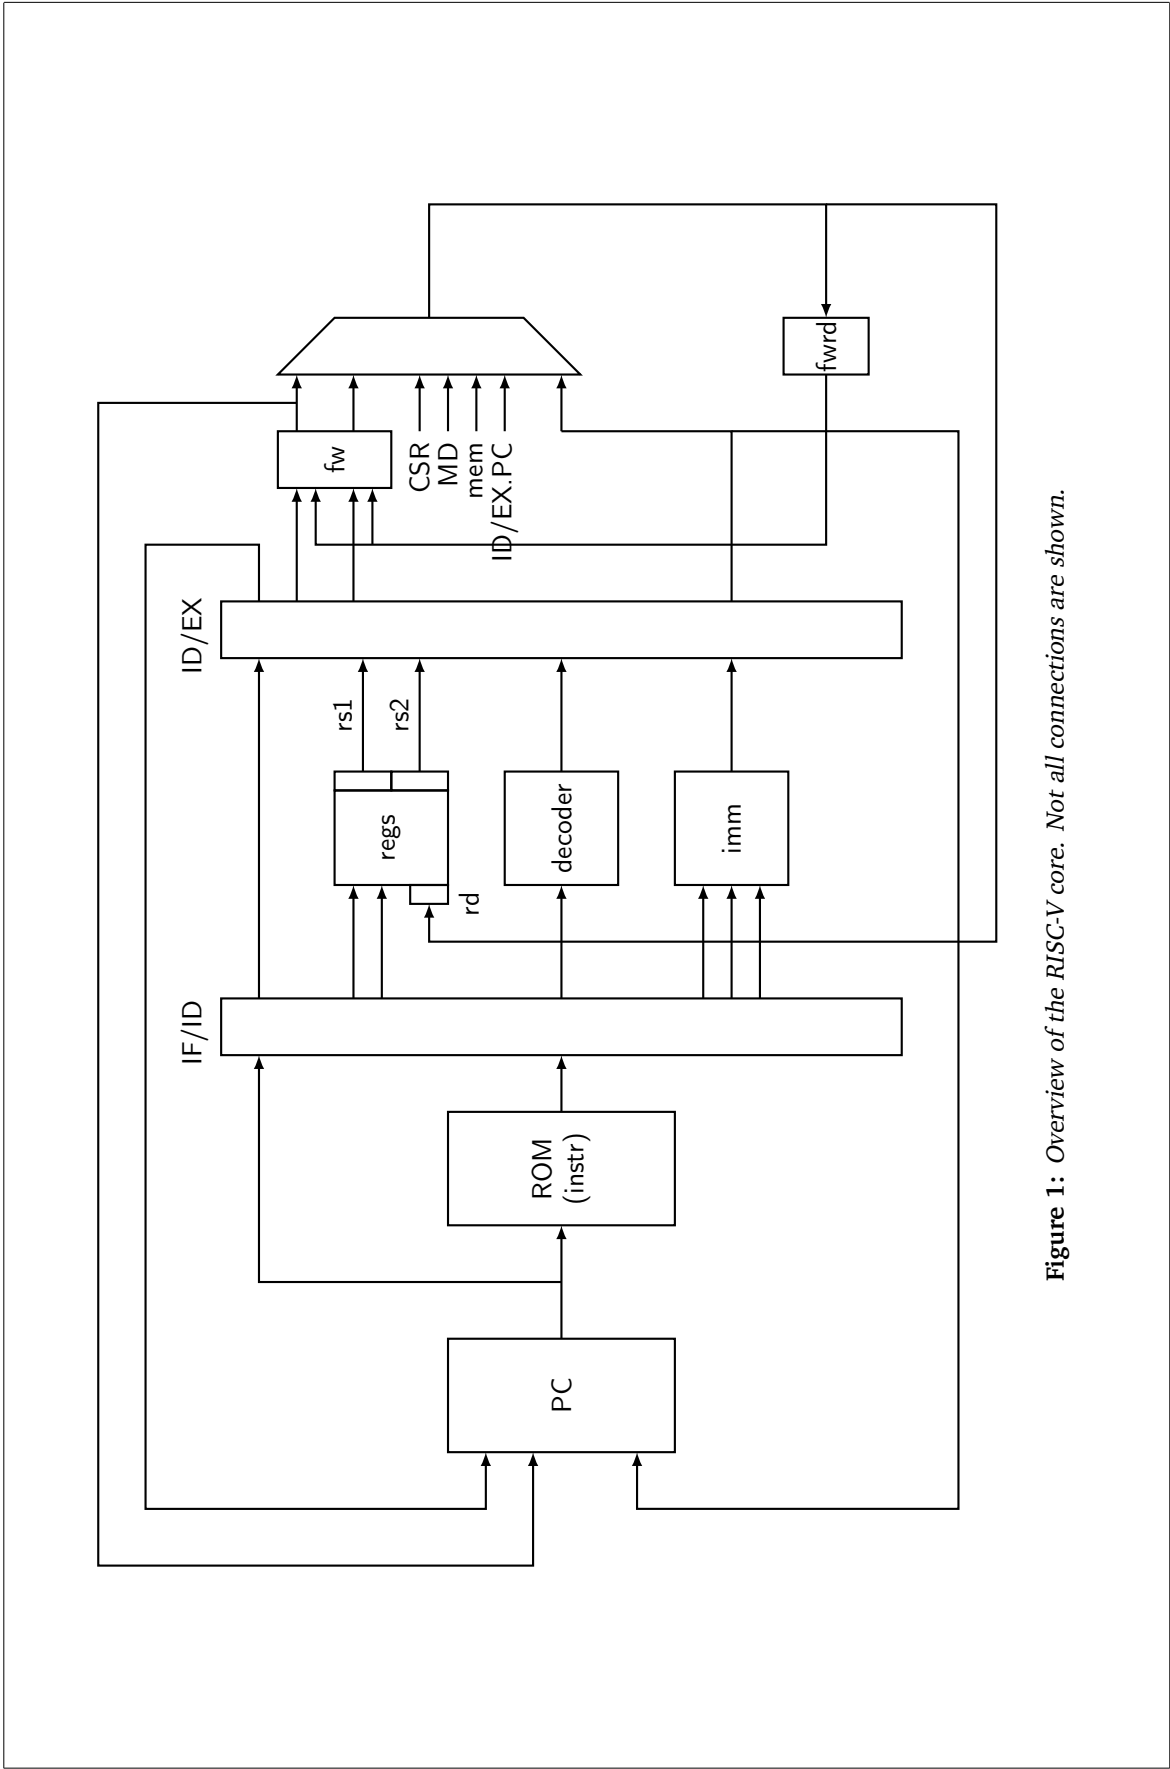 IF/ID
ID/EX
PC
ROM
(instr)
regs
rd
rs1
rs2
decoder
imm
fw
CSR
MD
mem
ID/EX.PC
fwrd
Figure 1: Overview of the RISC-V core. Not all connections are shown.